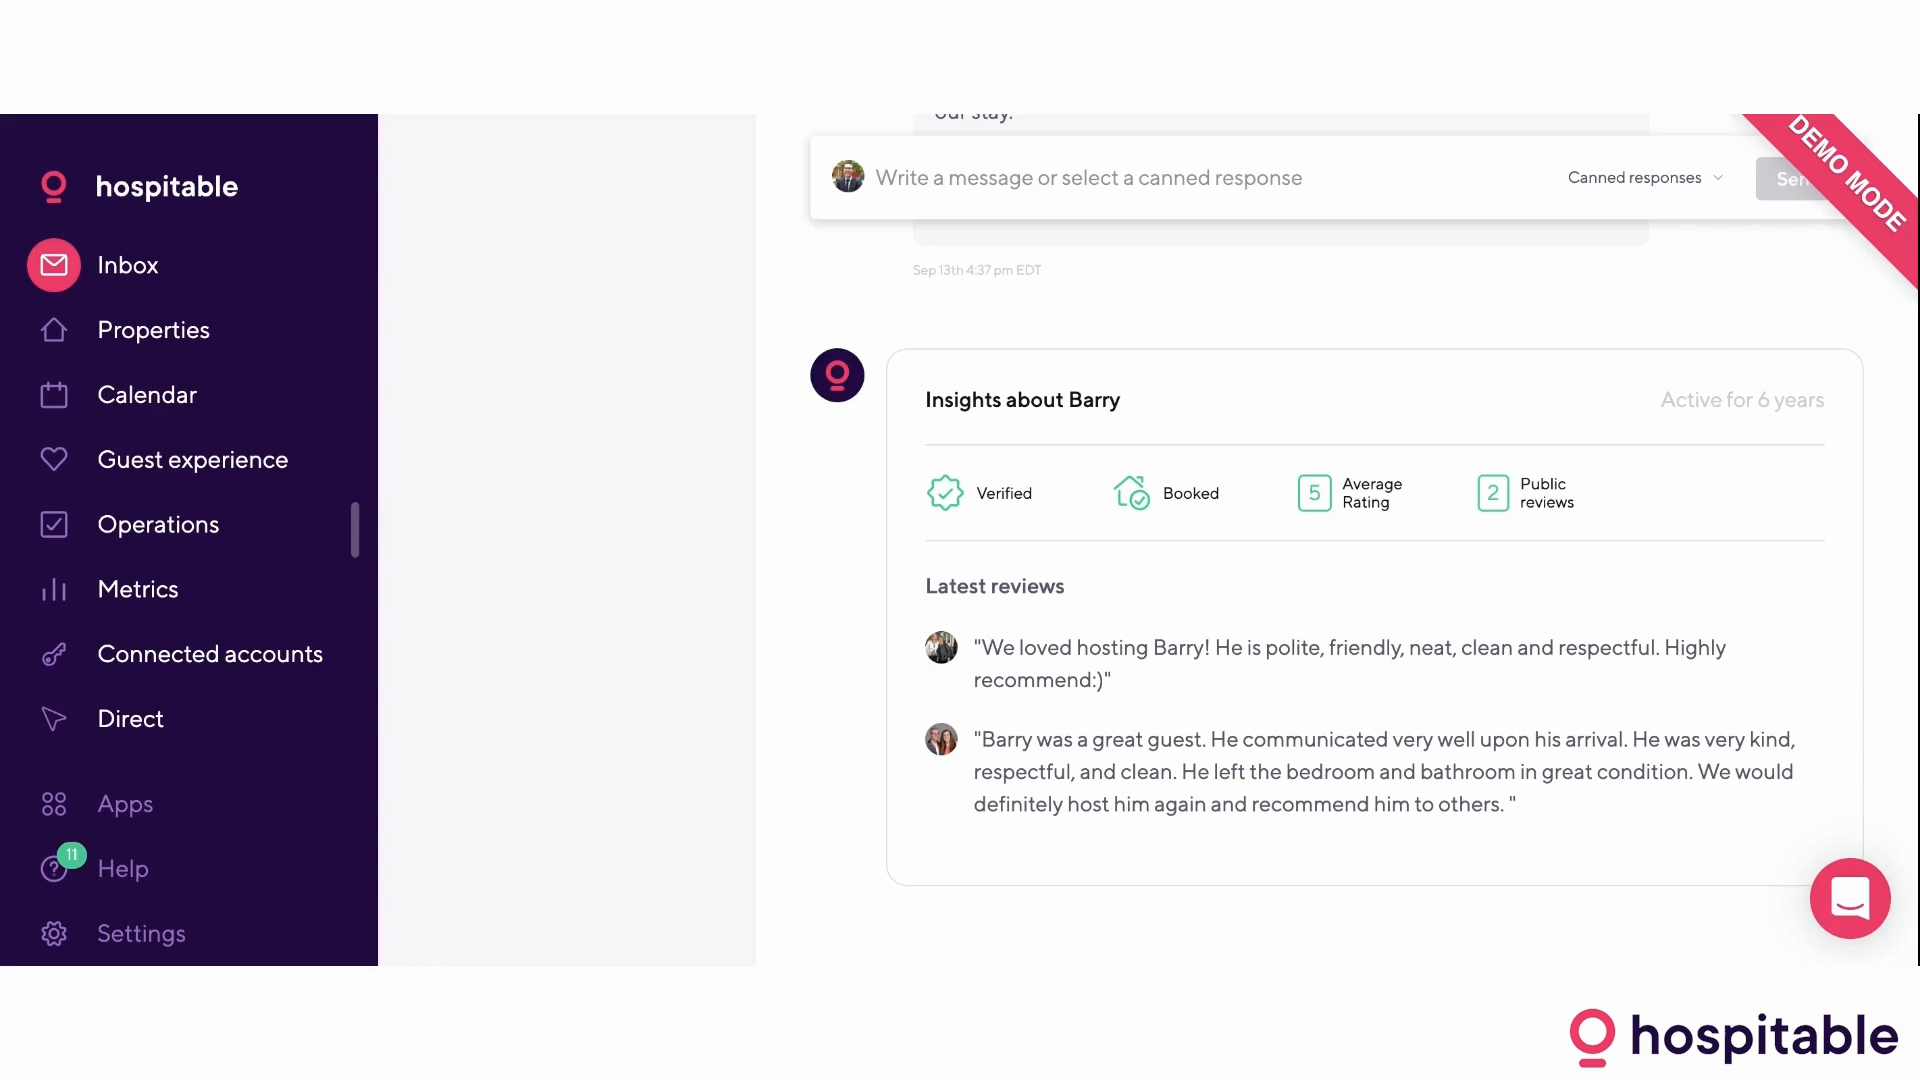 our stay.
hospitable
Write a message or select a canned response
Canned responses
Sen
DEMO MODE
Inbox
Sep 13th 4:37 pm EDT
Properties
Calendar
Guest experience
Operations
Metrics
Connected accounts
Direct
Apps
11
Help
Settings
Insights about Barry
Active for 6 years
Verified
Booked
5
Average
Rating
2
Public
reviews
Latest reviews
"We loved hosting Barry! He is polite, friendly, neat, clean and respectful. Highly
recommend:)"
"Barry was a great guest. He communicated very well upon his arrival. He was very kind,
respectful, and clean. He left the bedroom and bathroom in great condition. We would
definitely host him again and recommend him to others. "
hospitable